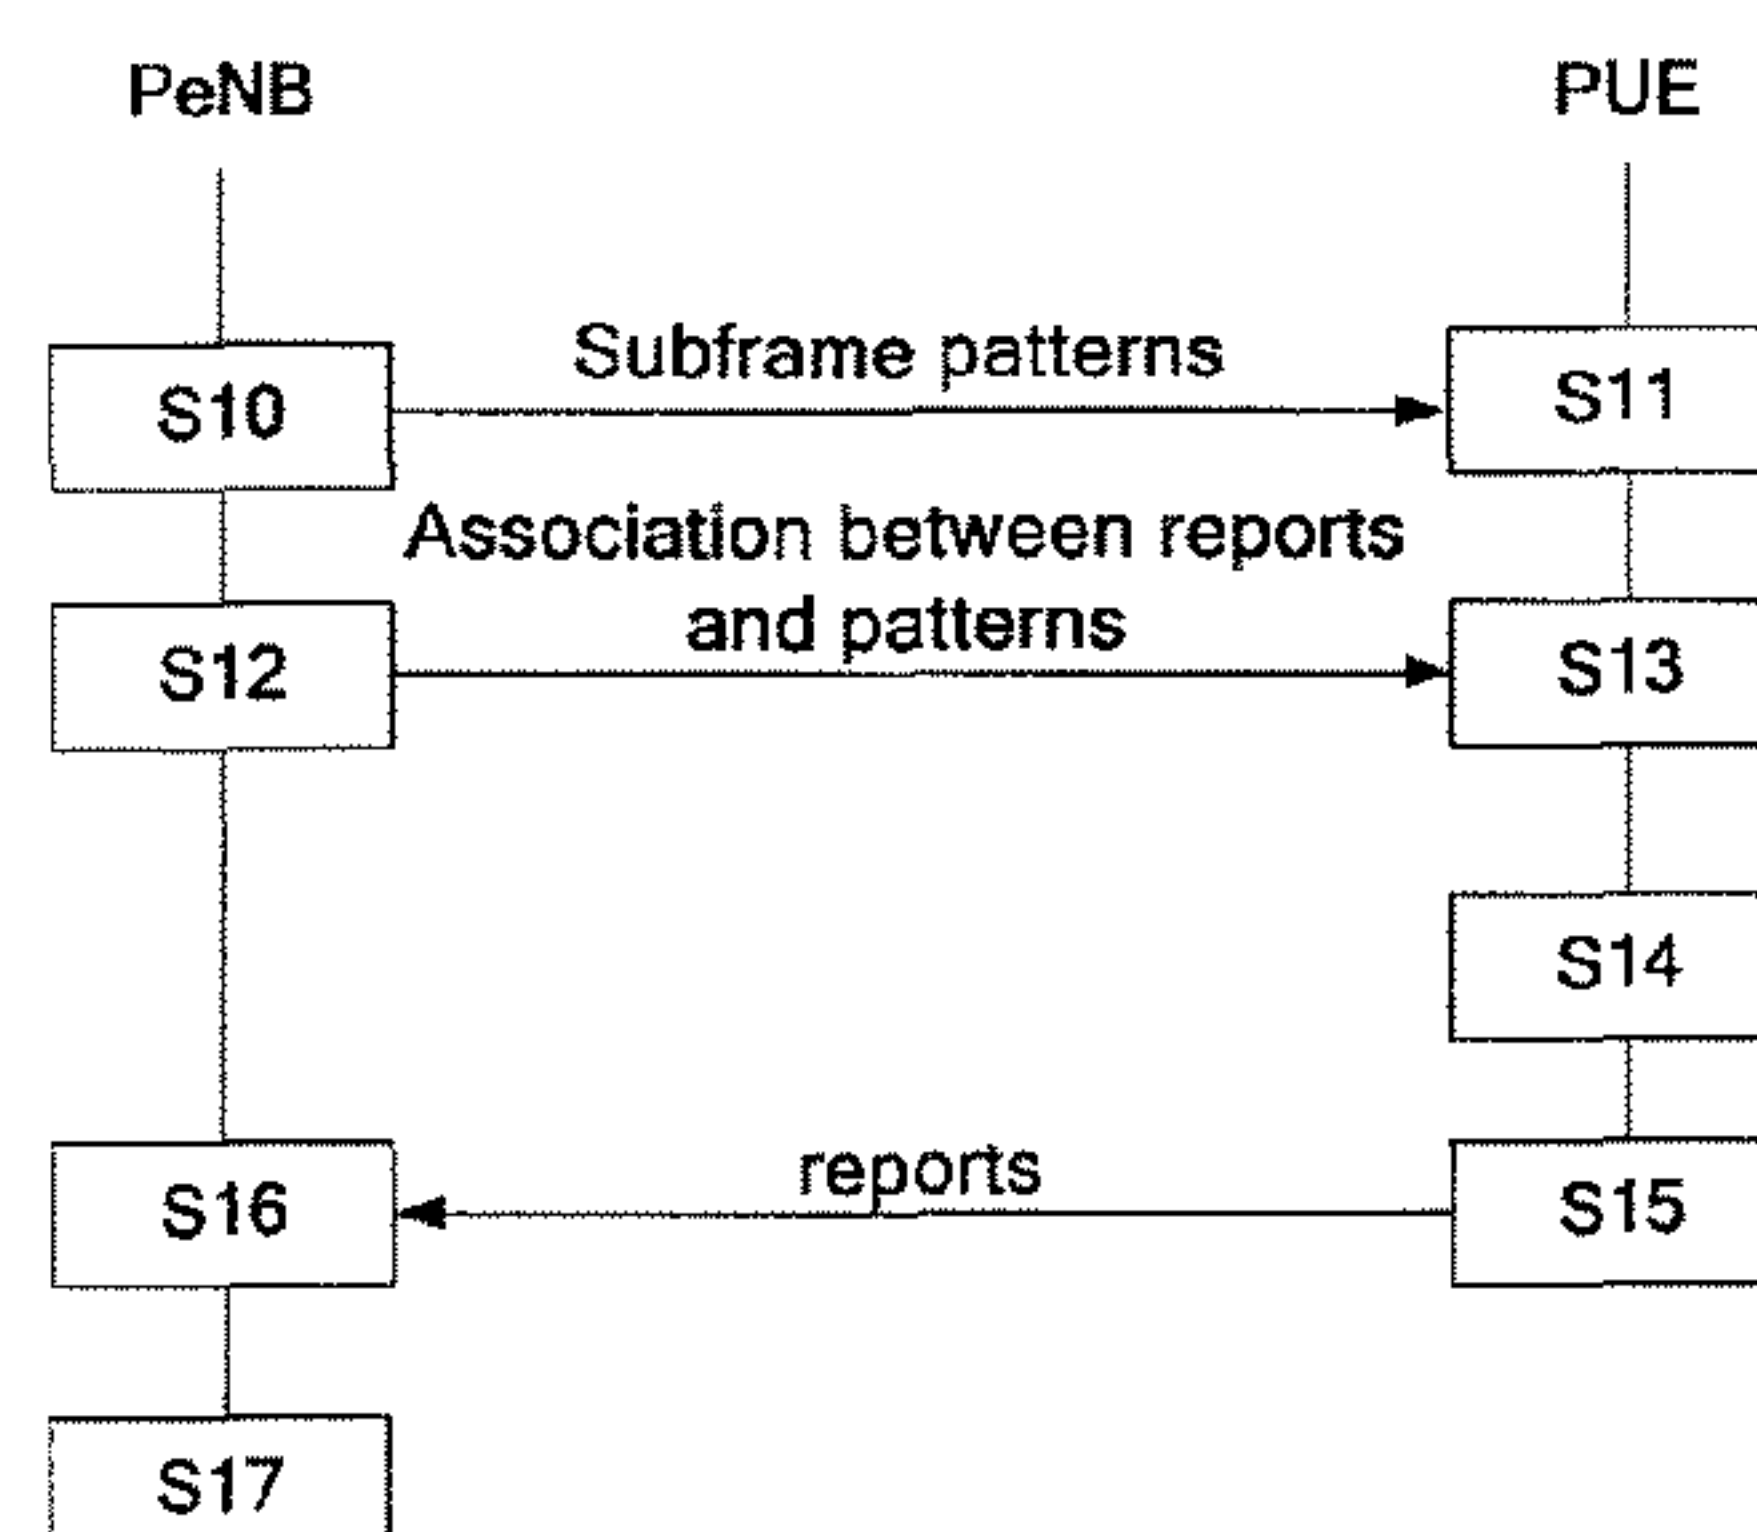 PeNB PUE
Subframe patterns
S10 S11
Association between reports
and patterns
S12 S13
S14
reports
S16 S15
S17